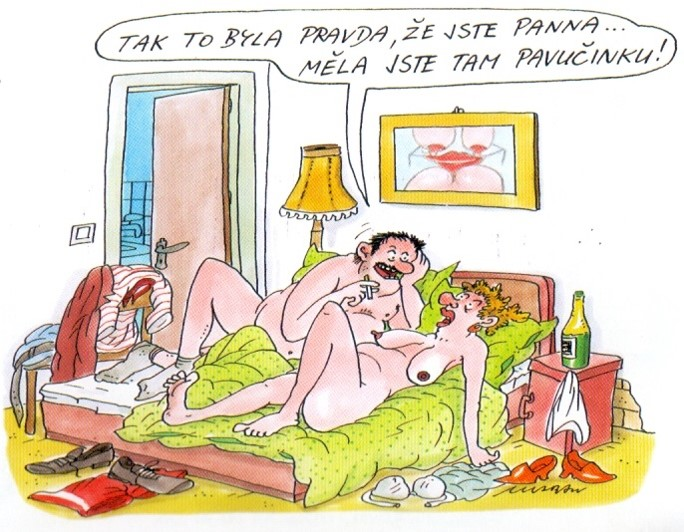 TAK TO BYLA PRAVDA, ŽE JSTE PANNA...
MĚLA JSTE TAM PAVUČINKU!